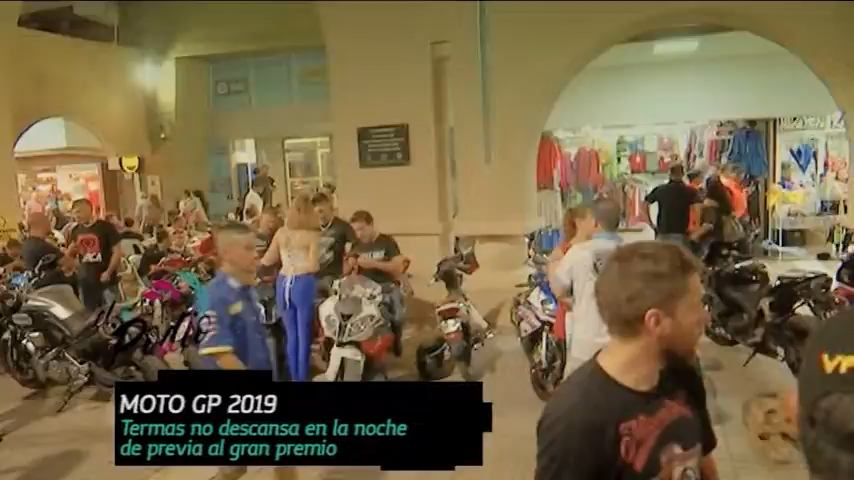 MOTO GP 2019
Termas no descansa en la noche
de previa al gran premio